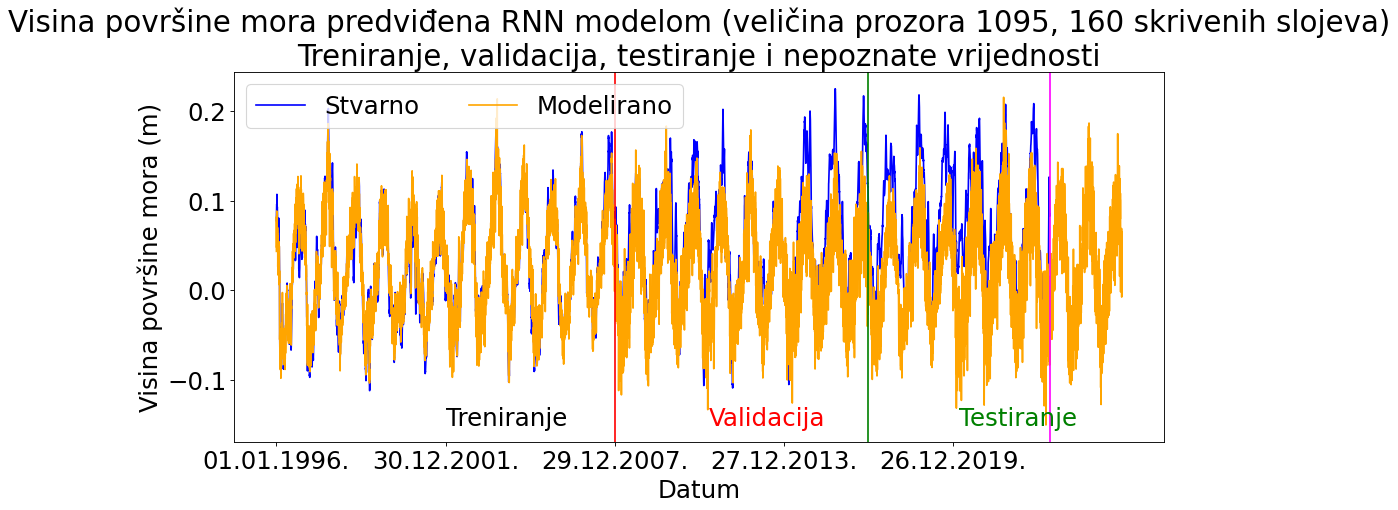 Visina površine mora predviđena RNN modelom (veličina prozora 1095, 160 skrivenih slojeva)
Treniranje, validacija, testiranje i nepoznate vrijednosti
Stvarno
Modelirano
Visina površine mora (m)
0.2
0.1
0.0
−0.1
Treniranje
Validacija
Testiranje
01.01.1996.
30.12.2001.
29.12.2007.
27.12.2013.
26.12.2019.
Datum